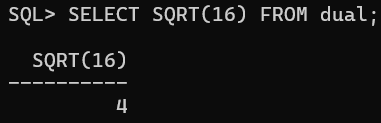 SQL> SELECT SQRT(16) FROM dual;
  SQRT(16)
----------
         4